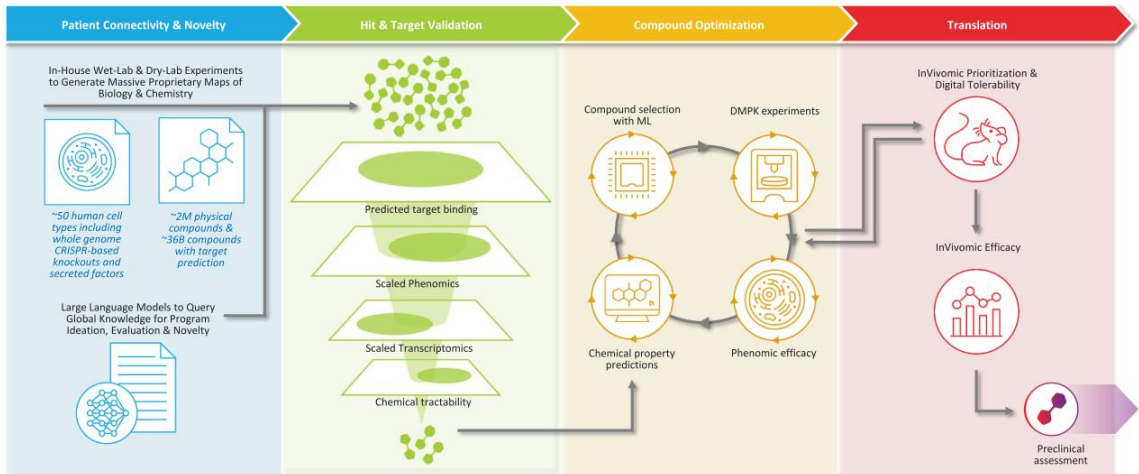 Patient Connectivity & Novelty
Hit & Target Validation
Compound Optimization
Translation
In-House Wet-Lab & Dry-Lab Experiments
to Generate Massive Proprietary Maps of
Biology & Chemistry
~50 human cell
types including
whole genome
CRISPR-based
knockouts and
secreted factors
~2M physical
compounds &
~36B compounds
with target
prediction
Large Language Models to Query
Global Knowledge for Program
Ideation, Evaluation & Novelty
Predicted target binding
Scaled Phenomics
Scaled Transcriptomics
Chemical tractability
Compound selection
with ML
DMPK experiments
Chemical property
predictions
Phenomic efficacy
InVivomic Prioritization &
Digital Tolerability
InVivomic Efficacy
Preclinical
assessment